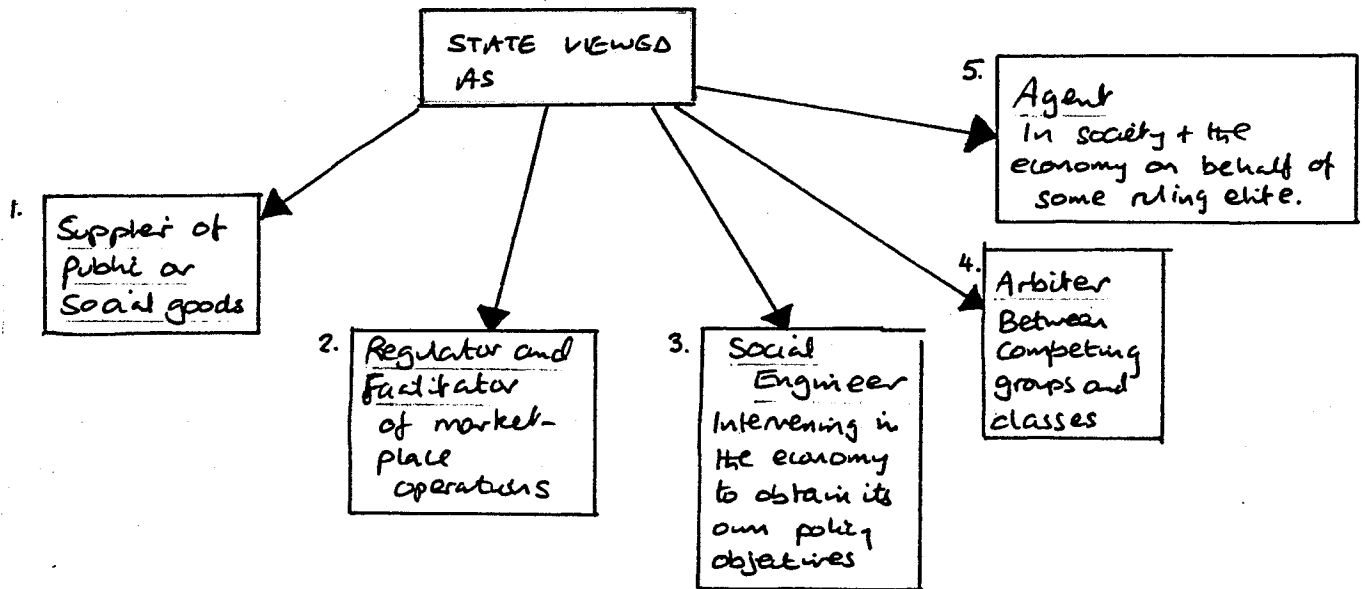 STATE VIEWED
AS
1.
Supplier of
public or
Social goods
2.
Regulator and
Facilitator
of market-
place
operations
3.
Social
Engineer
Intervening in
the economy
to obtain its
own policy
objectives
4.
Arbiter
Between
competing
groups and
classes
5.
Agent
In society + the
economy on behalf of
some ruling elite.